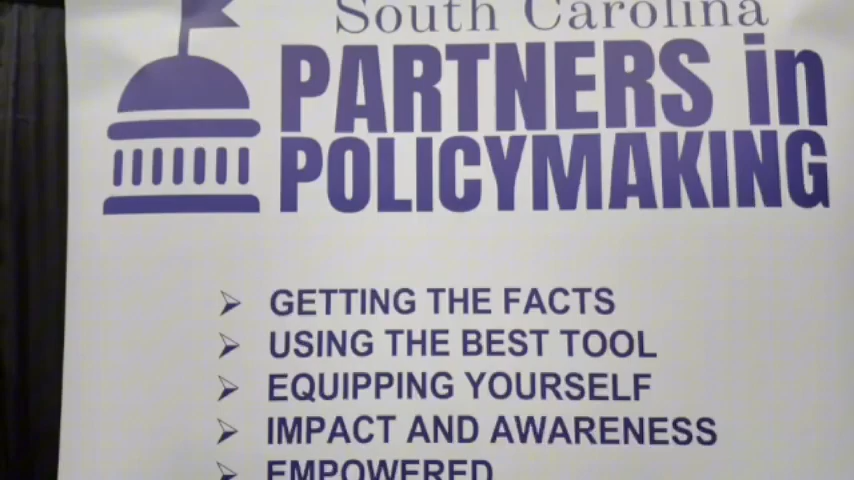 South Carolina
PARTNERS in
POLICYMAKING
GETTING THE FACTS
USING THE BEST TOOL
EQUIPPING YOURSELF
IMPACT AND AWARENESS
EMPOWERED